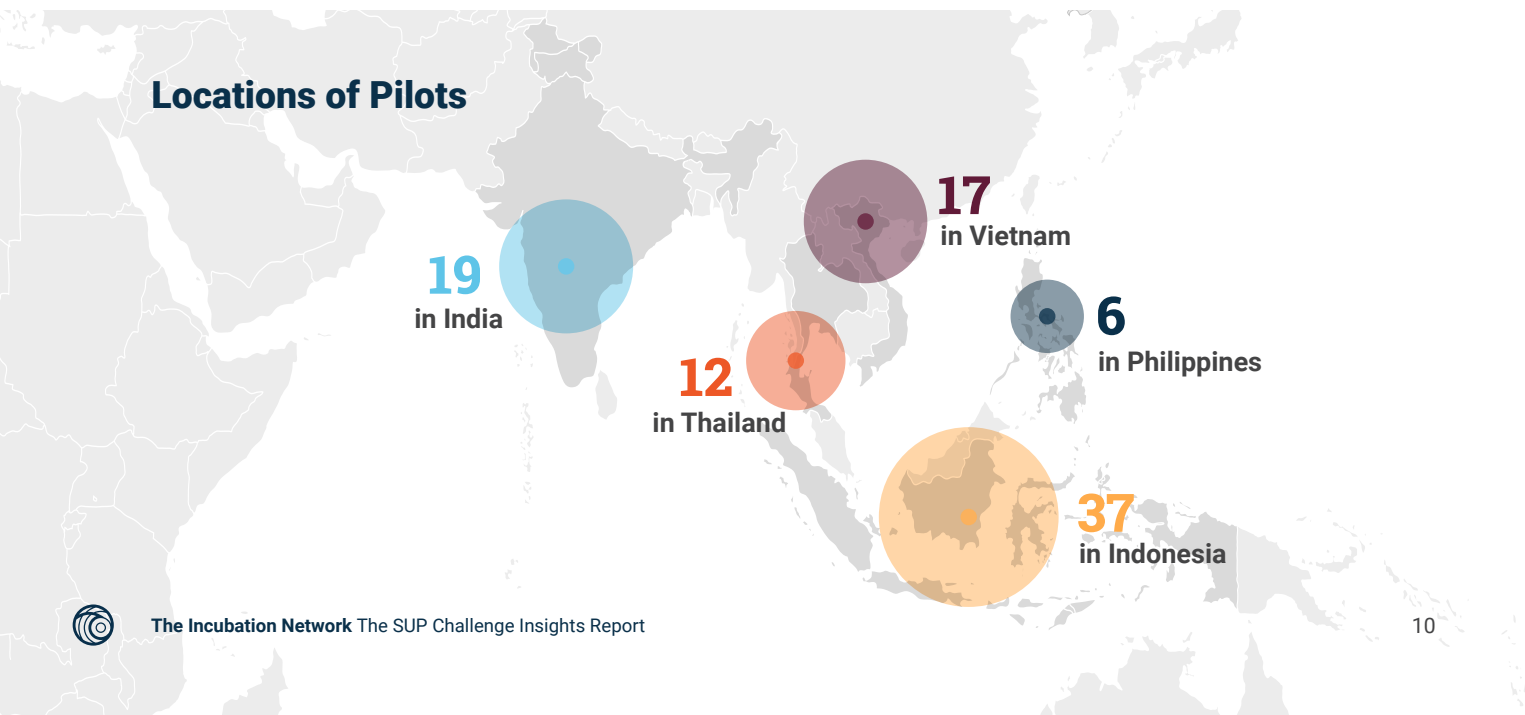 Locations of Pilots
17
in Vietnam
19
in India
6
in Philippines
12
in Thailand
37
in Indonesia
The Incubation Network The SUP Challenge Insights Report
10